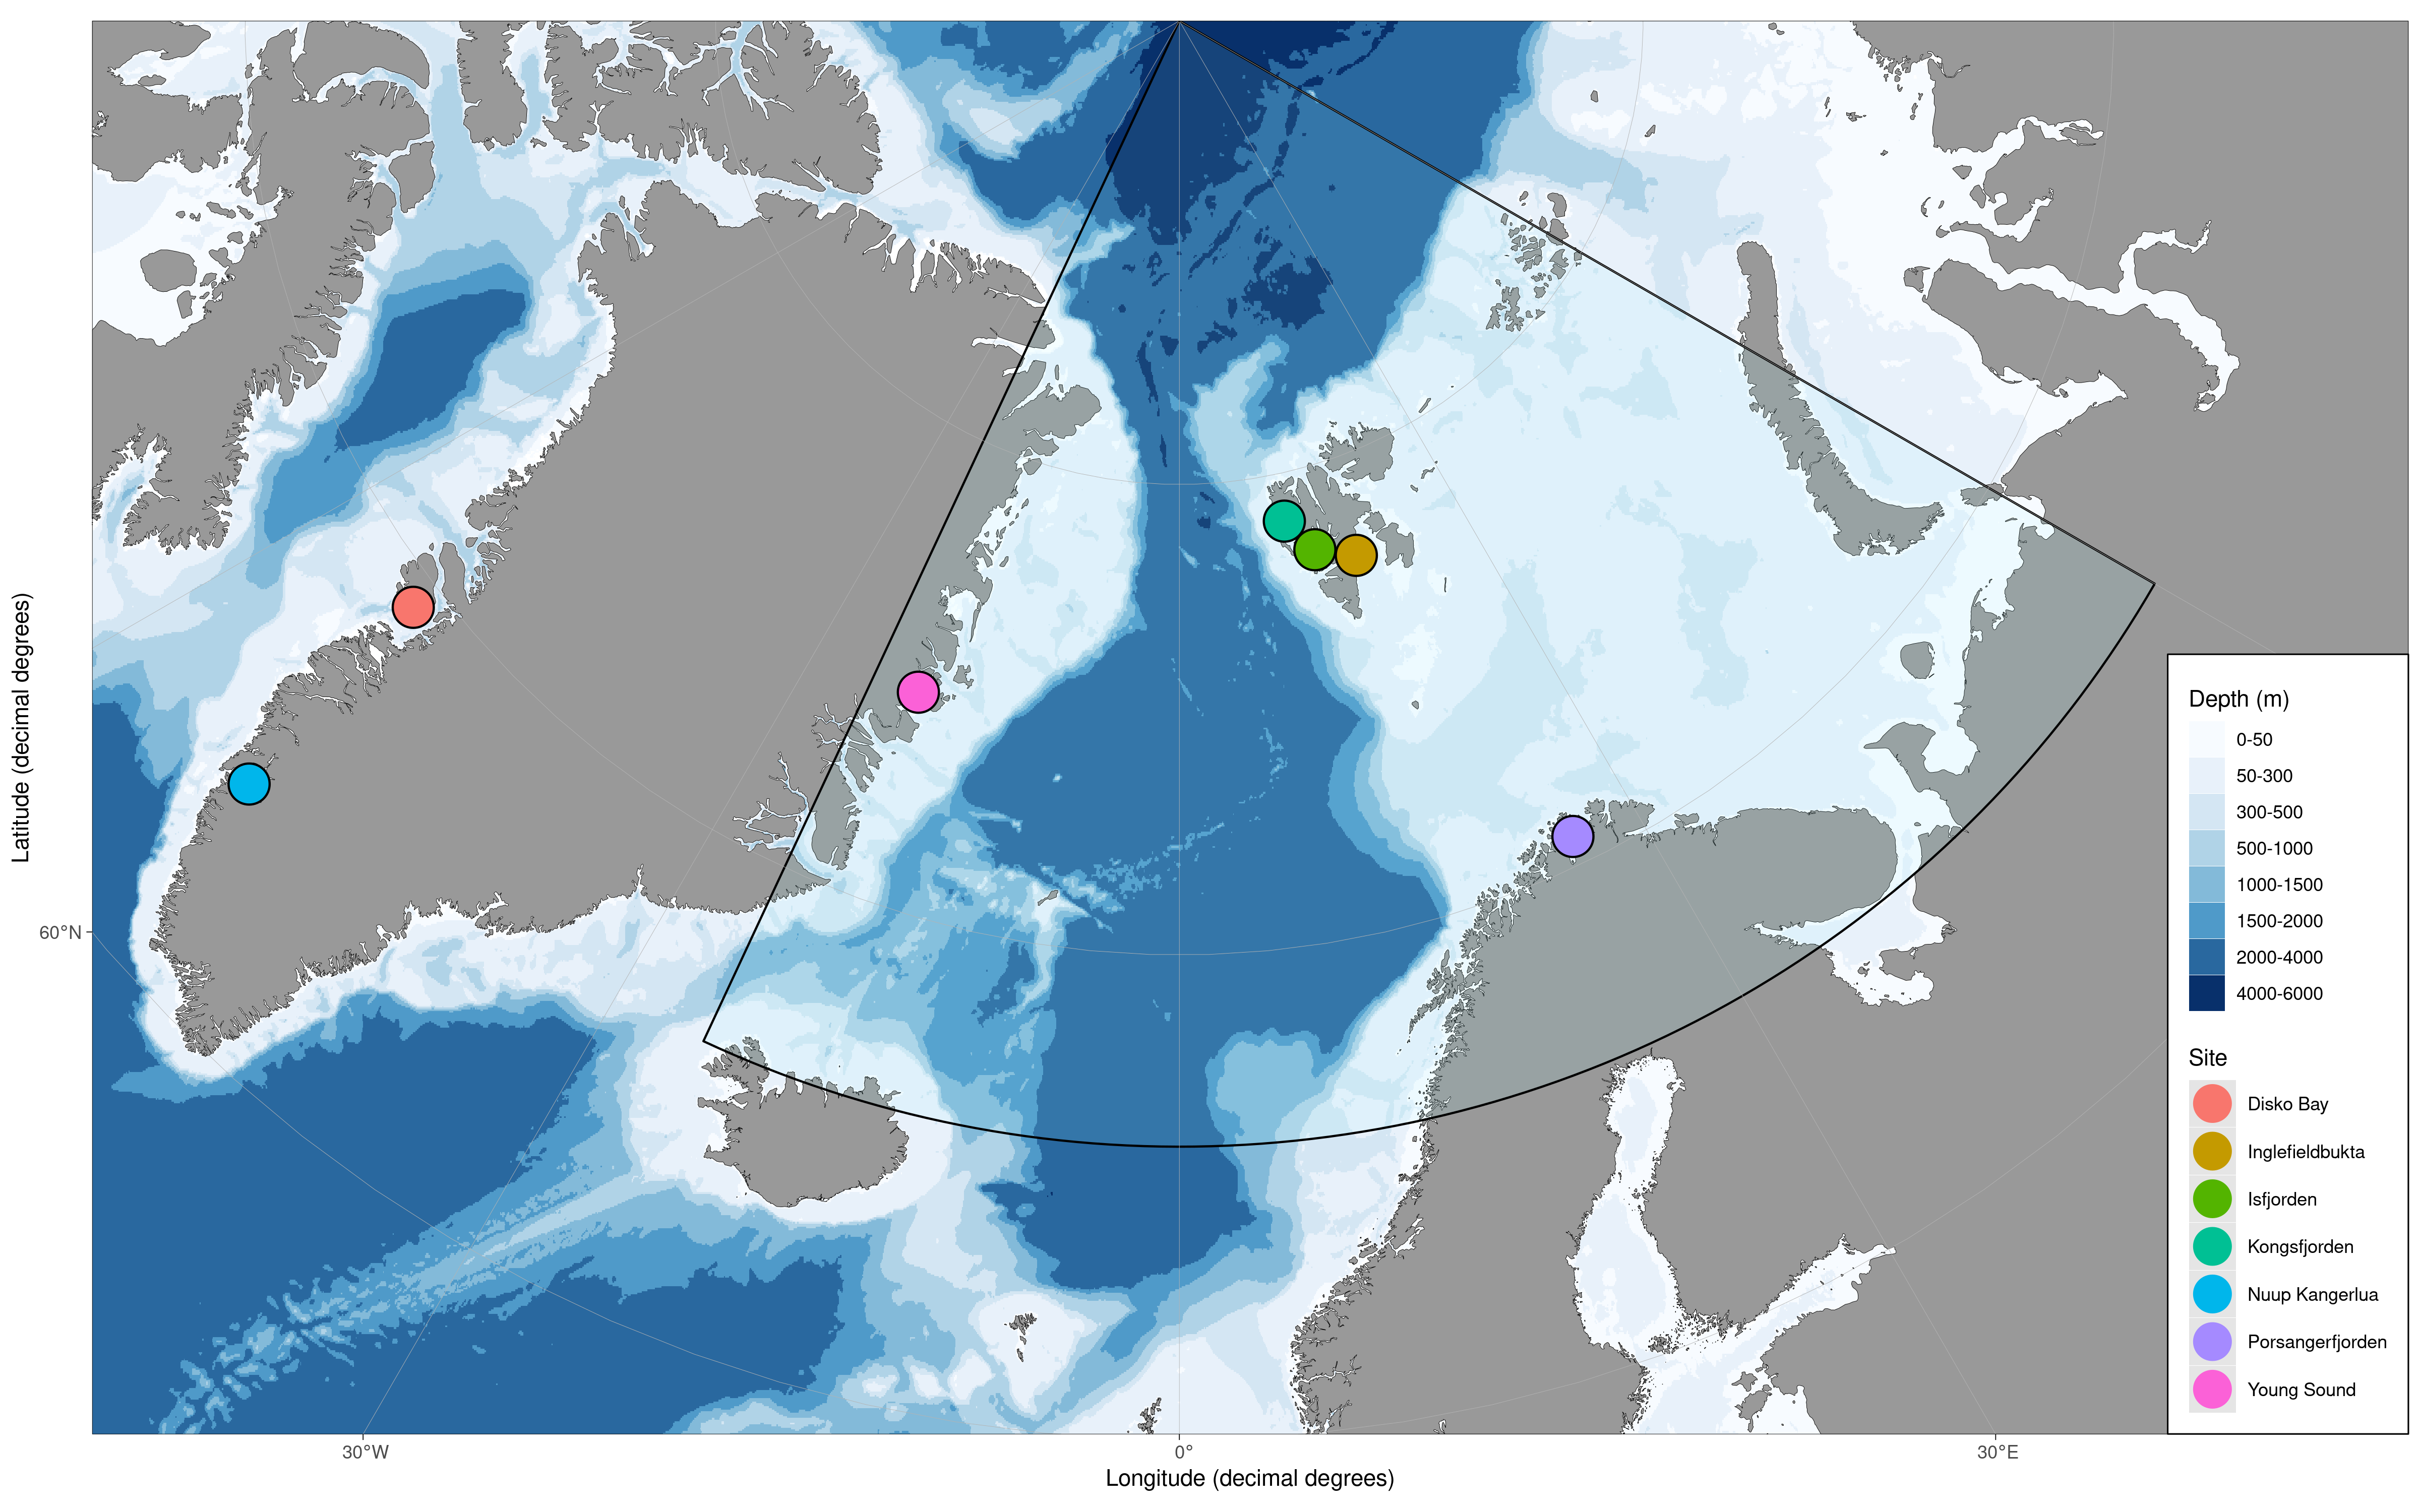 Latitude (decimal degrees)
60°N
30°W
0°
30°E
Longitude (decimal degrees)
Depth (m)
0-50
50-300
300-500
500-1000
1000-1500
1500-2000
2000-4000
4000-6000
Site
Disko Bay
Inglefieldbukta
Isfjorden
Kongsfjorden
Nuup Kangerlua
Porsangerfjorden
Young Sound